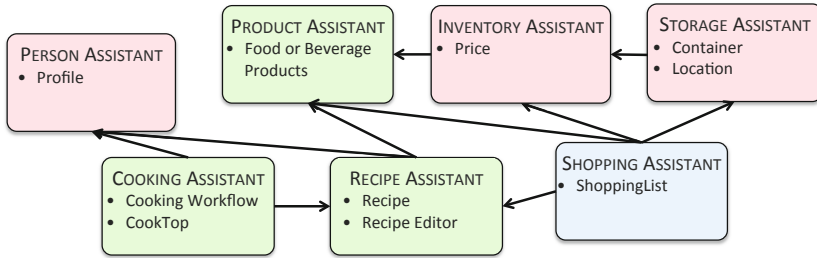 PERSON ASSISTANT
• Profile
PRODUCT ASSISTANT
• Food or Beverage
Products
INVENTORY ASSISTANT
• Price
STORAGE ASSISTANT
• Container
• Location
COOKING ASSISTANT
• Cooking Workflow
• CookTop
RECIPE ASSISTANT
• Recipe
• Recipe Editor
SHOPPING ASSISTANT
• ShoppingList